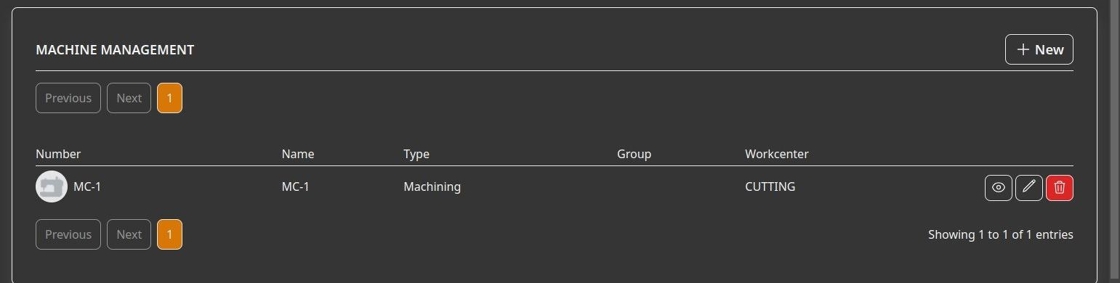 MACHINE MANAGEMENT
New
Previous Next 1
Number Name Type Group Workcenter
MC-1 MC-1 Machining CUTTING
Previous Next 1
Showing 1 to 1 of 1 entries